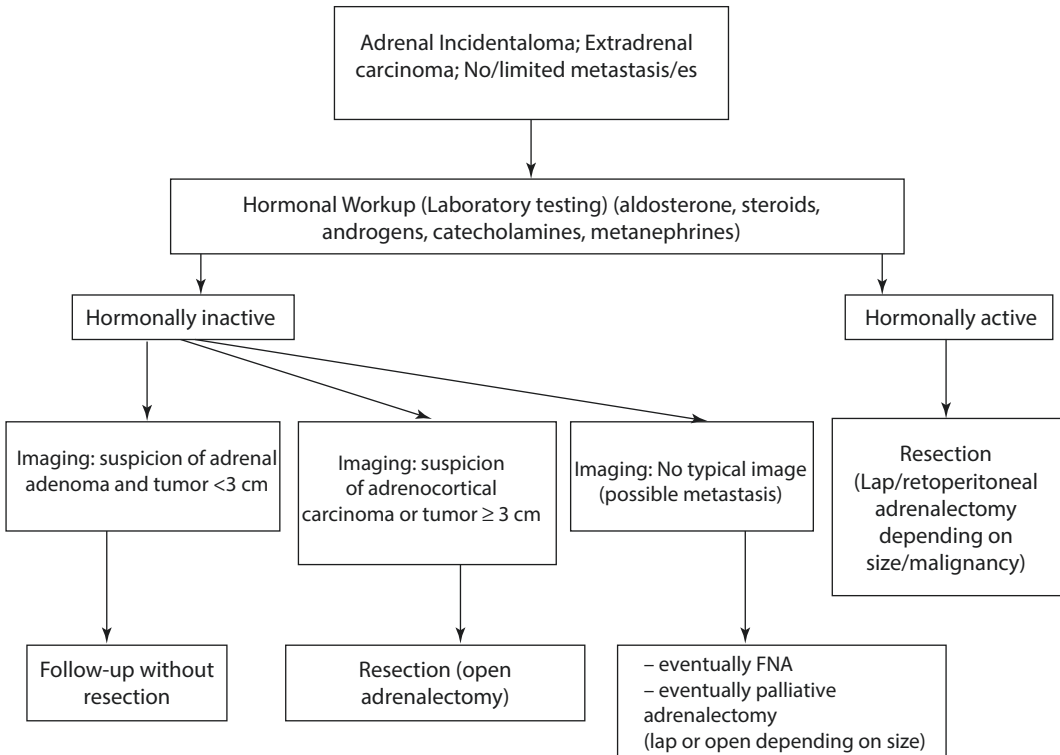 Adrenal Incidentaloma; Extradrenal
carcinoma; No/limited metastasis/es
Hormonal Workup (Laboratory testing) (aldosterone, steroids,
androgens, catecholamines, metanephrines)
Hormonally inactive
Hormonally active
Imaging: suspicion of adrenal
adenoma and tumor <3 cm
Imaging: suspicion
of adrenocortical
carcinoma or tumor ≥ 3 cm
Imaging: No typical image
(possible metastasis)
Resection
(Lap/retoperitoneal
adrenalectomy
depending on
size/malignancy)
Follow-up without
resection
Resection (open
adrenalectomy)
– eventually FNA
– eventually palliative
adrenalectomy
(lap or open depending on size)